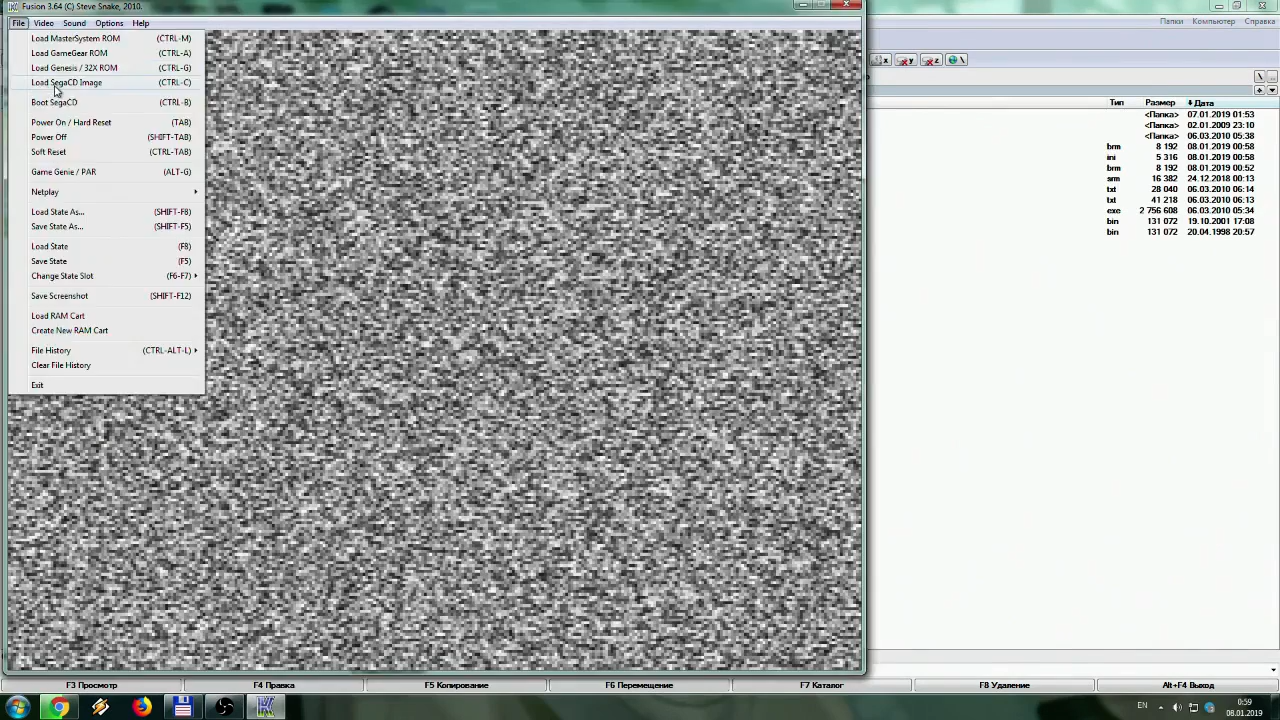 Fusion 3.64 (C) Steve Snake, 2010.
File Video Sound Options Help
Load MasterSystem ROM (CTRL-M)
Load GameGear ROM (CTRL-A)
Load Genesis / 32X ROM (CTRL-G)
Load SegaCD Image (CTRL-C)
Boot SegaCD (CTRL-B)
Power On / Hard Reset (TAB)
Power Off (SHIFT-TAB)
Soft Reset (CTRL-TAB)
Game Genie / PAR (ALT-G)
Netplay
Load State As... (SHIFT-F8)
Save State As... (SHIFT-F5)
Load State (F8)
Save State (F5)
Change State Slot (F6-F7)
Save Screenshot (SHIFT-F12)
Load RAM Cart
Create New RAM Cart
File History (CTRL-ALT-L)
Clear File History
Exit
Папки Компьютер Справка
x y z \
\ ..
Тип Размер Дата
<Папка> 07.01.2019 01:53
<Папка> 02.01.2009 23:10
<Папка> 06.03.2010 05:38
brm 8 192 08.01.2019 00:58
ini 5 316 08.01.2019 00:58
brm 8 192 08.01.2019 00:52
srm 16 382 24.12.2018 00:13
txt 28 040 06.03.2010 06:14
txt 41 218 06.03.2010 06:13
exe 2 756 608 06.03.2010 05:34
bin 131 072 19.10.2001 17:08
bin 131 072 20.04.1998 20:57
F3 Просмотр F4 Правка F5 Копирование F6 Перемещение F7 Каталог F8 Удаление Alt+F4 Выход
EN 0:59
08.01.2019